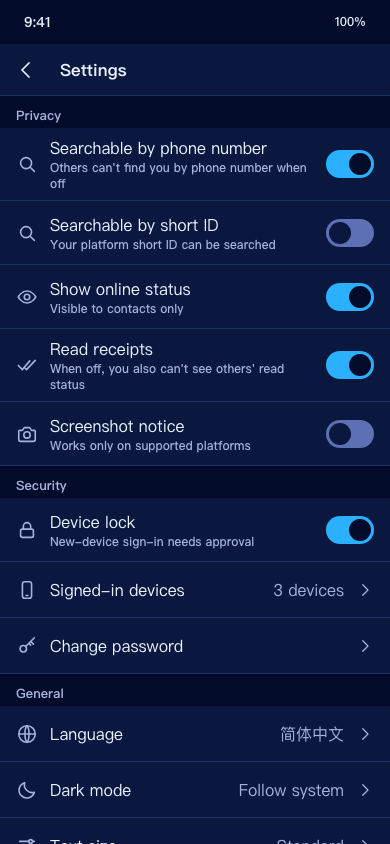 9:41
100%
Settings
Privacy
Searchable by phone number
Others can't find you by phone number when
off
Searchable by short ID
Your platform short ID can be searched
Show online status
Visible to contacts only
Read receipts
When off, you also can't see others' read
status
Screenshot notice
Works only on supported platforms
Security
Device lock
New-device sign-in needs approval
Signed-in devices
3 devices
Change password
General
Language
简体中文
Dark mode
Follow system
Text size
Standard